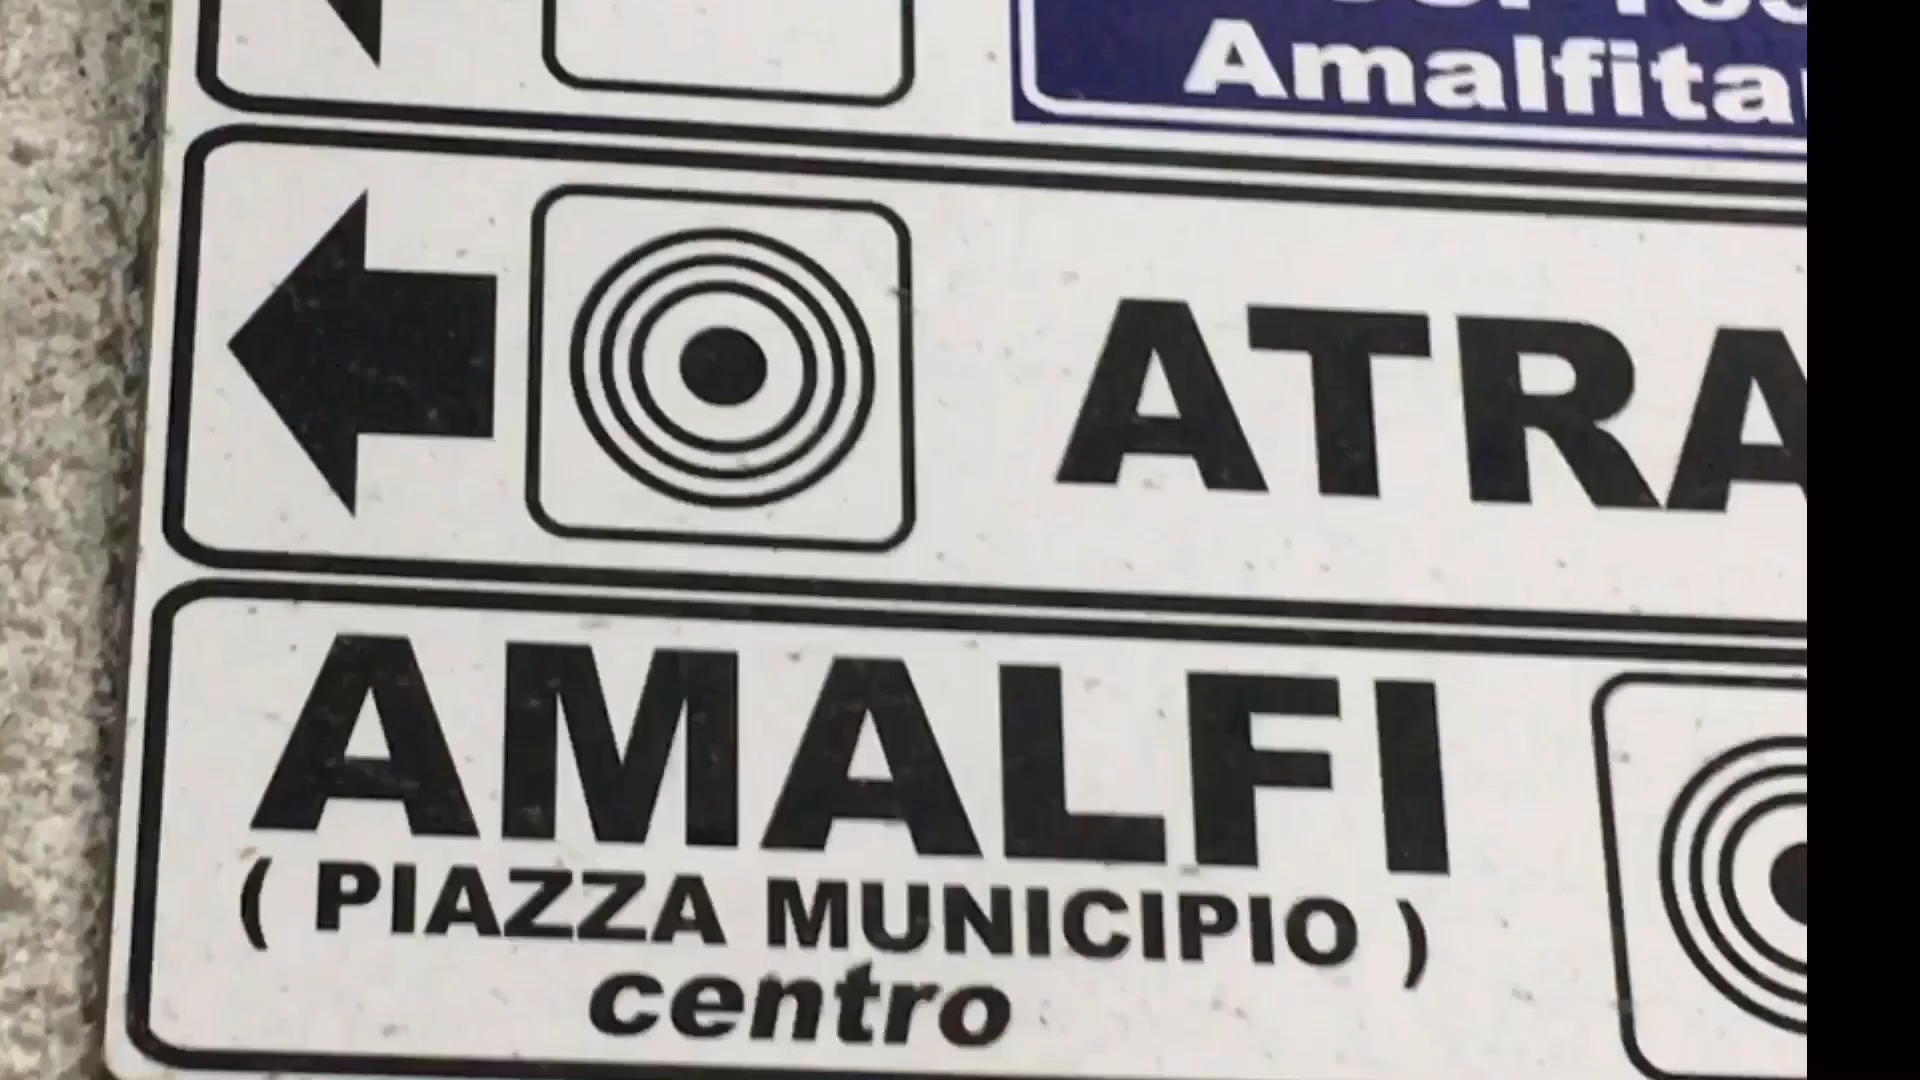 Amalfita
ATRA
AMALFI
( PIAZZA MUNICIPIO )
centro